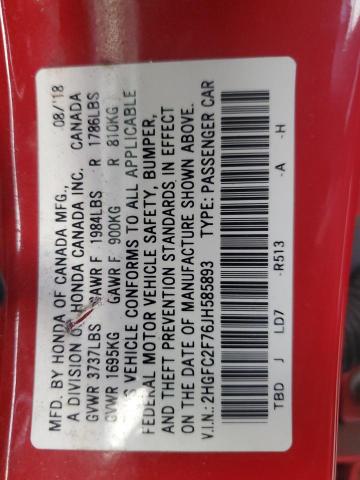 MFD. BY HONDA OF CANADA MFG., 08/'18
A DIVISION OF HONDA CANADA INC. CANADA
GVWR 3737LBS GAWR F 1984LBS R 1786LBS
GVWR 1695KG GAWR F 900KG R 810KG
THIS VEHICLE CONFORMS TO ALL APPLICABLE
FEDERAL MOTOR VEHICLE SAFETY, BUMPER,
AND THEFT PREVENTION STANDARDS IN EFFECT
ON THE DATE OF MANUFACTURE SHOWN ABOVE.
V.I.N.: 2HGFC2F76JH585893 TYPE: PASSENGER CAR
TBD J LD7 -R513 -A -H